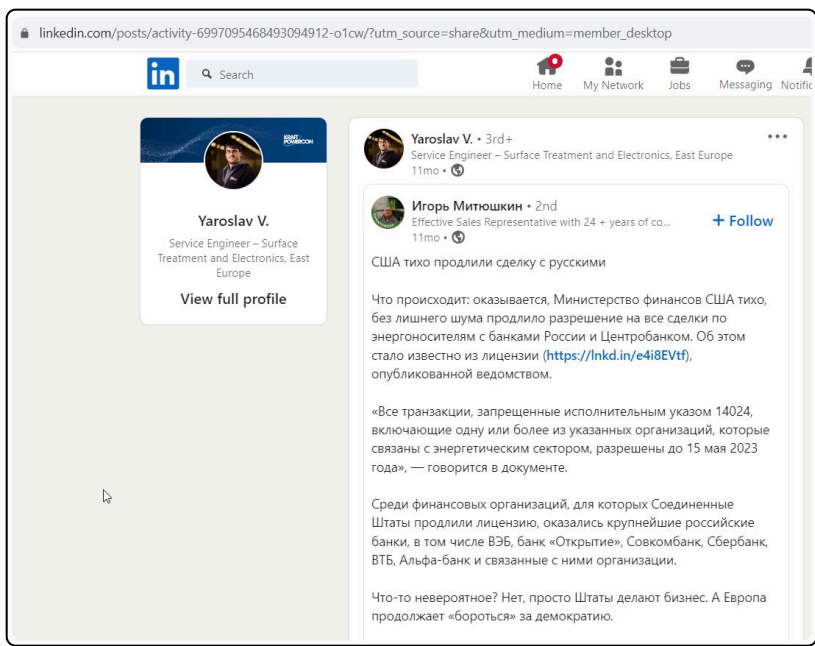 linkedin.com/posts/activity-6997095468493094912-o1cw/?utm_source=share&utm_medium=member_desktop
in
Search
Home
My Network
Jobs
Messaging
Notific
KRAFT
POWERCON
Yaroslav V.
Service Engineer – Surface
Treatment and Electronics, East
Europe
View full profile
Yaroslav V. • 3rd+
Service Engineer – Surface Treatment and Electronics, East Europe
11mo •
Игорь Митюшкин • 2nd
Effective Sales Representative with 24 + years of co...
+ Follow
11mo •
США тихо продлили сделку с русскими
Что происходит: оказывается, Министерство финансов США тихо,
без лишнего шума продлило разрешение на все сделки по
энергоносителям с банками России и Центробанком. Об этом
стало известно из лицензии (https://lnkd.in/e4i8EVtf),
опубликованной ведомством.
«Все транзакции, запрещенные исполнительным указом 14024,
включающие одну или более из указанных организаций, которые
связаны с энергетическим сектором, разрешены до 15 мая 2023
года», — говорится в документе.
Среди финансовых организаций, для которых Соединенные
Штаты продлили лицензию, оказались крупнейшие российские
банки, в том числе ВЭБ, банк «Открытие», Совкомбанк, Сбербанк,
ВТБ, Альфа-банк и связанные с ними организации.
Что-то невероятное? Нет, просто Штаты делают бизнес. А Европа
продолжает «бороться» за демократию.